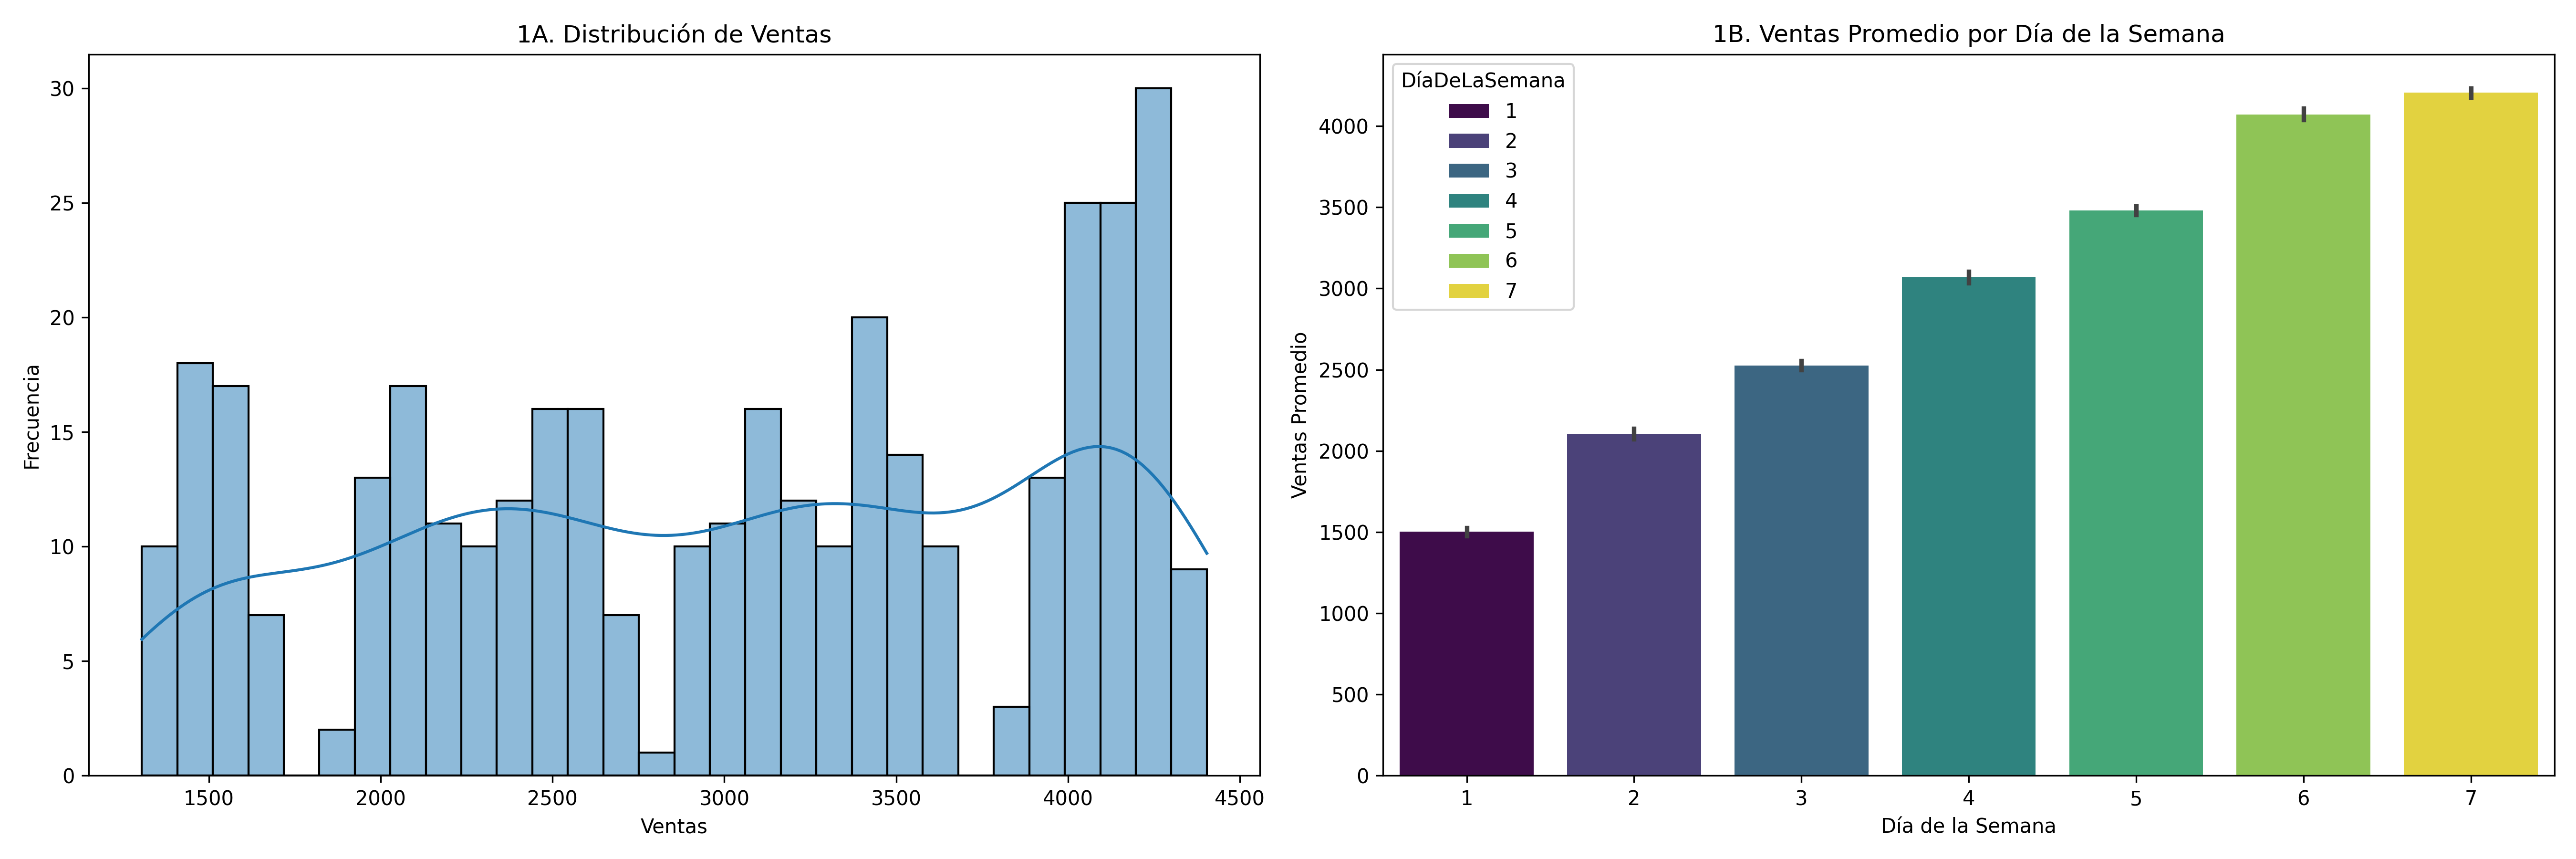 1A. Distribución de Ventas
Frecuencia
30
25
20
15
10
5
0
1500 2000 2500 3000 3500 4000 4500
Ventas
1B. Ventas Promedio por Día de la Semana
Ventas Promedio
4000
3500
3000
2500
2000
1500
1000
500
0
DíaDeLaSemana
1
2
3
4
5
6
7
1 2 3 4 5 6 7
Día de la Semana